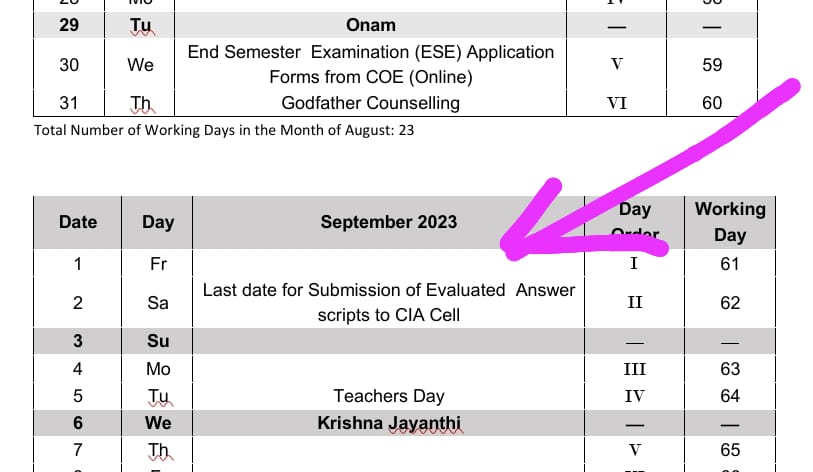 29 Tu Onam — —
30 We End Semester Examination (ESE) Application Forms from COE (Online) V 59
31 Th Godfather Counselling VI 60
Total Number of Working Days in the Month of August: 23
Date Day September 2023 Day Order Working Day
1 Fr I 61
2 Sa Last date for Submission of Evaluated Answer scripts to CIA Cell II 62
3 Su — —
4 Mo III 63
5 Tu Teachers Day IV 64
6 We Krishna Jayanthi — —
7 Th V 65